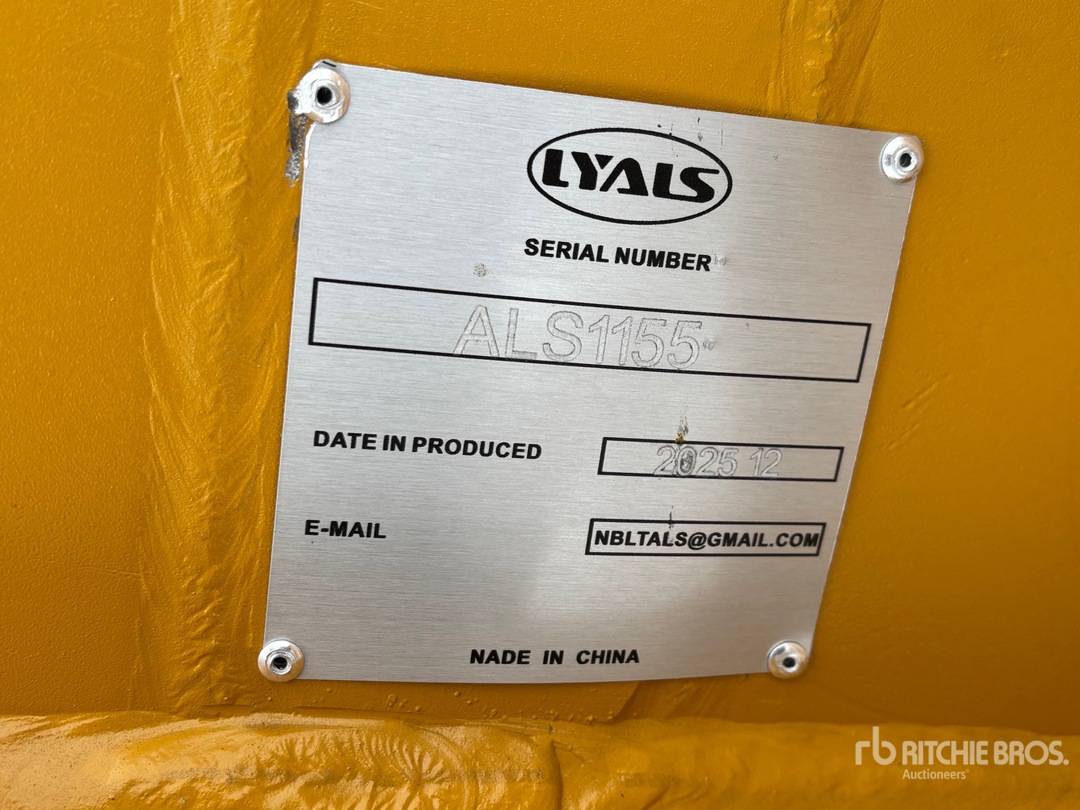 LYALS
SERIAL NUMBER
ALS1155
DATE IN PRODUCED
2025 12
E-MAIL
NBLTALS@GMAIL.COM
NADE IN CHINA
rb RITCHIE BROS.
Auctioneers